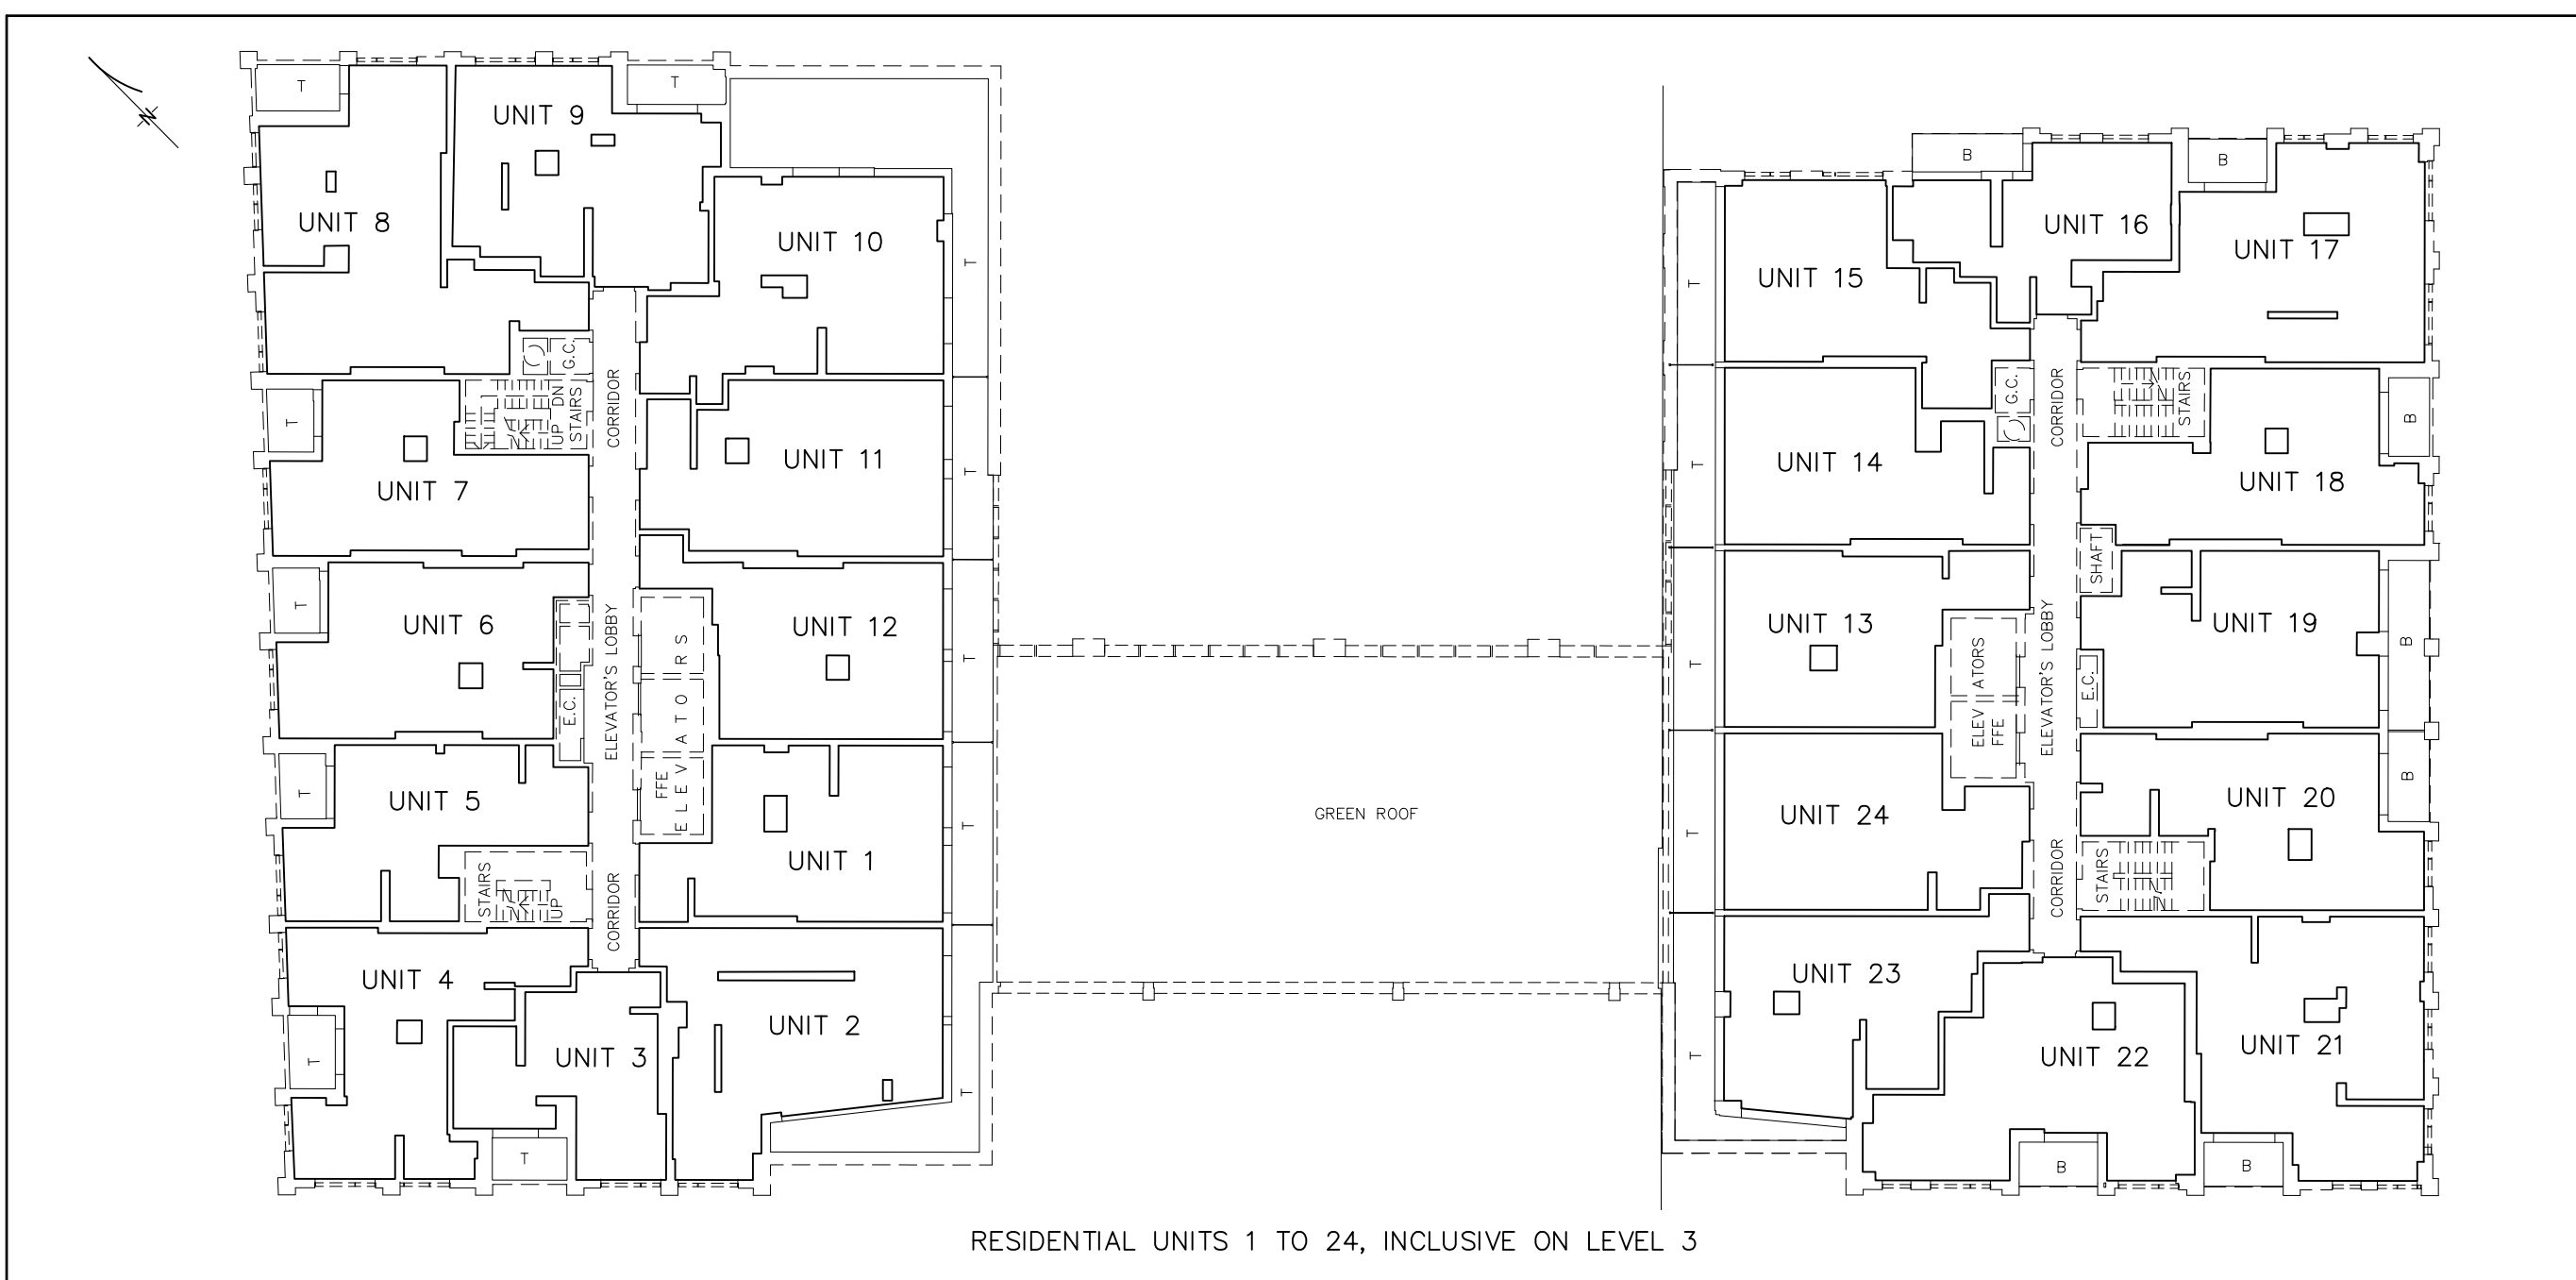 T
UNIT 9
T
N
UNIT 8
UNIT 10
T
G.C.
UP DN
STAIRS
CORRIDOR
T
UNIT 7
UNIT 11
T
T
UNIT 6
UNIT 12
T
ELEVATOR'S LOBBY
E.C.
ELEVATORS
FFE
T
UNIT 5
UNIT 1
T
STAIRS
UP
CORRIDOR
UNIT 4
T
UNIT 3
UNIT 2
T
T
GREEN ROOF
B
B
UNIT 16
UNIT 17
T
UNIT 15
G.C.
CORRIDOR
STAIRS
B
T
UNIT 14
UNIT 18
SHAFT
T
UNIT 13
UNIT 19
B
ELEVATORS
FFE
ELEVATOR'S LOBBY
E.C.
T
UNIT 24
UNIT 20
B
CORRIDOR
STAIRS
UNIT 23
T
UNIT 22
UNIT 21
B
B
RESIDENTIAL UNITS 1 TO 24, INCLUSIVE ON LEVEL 3